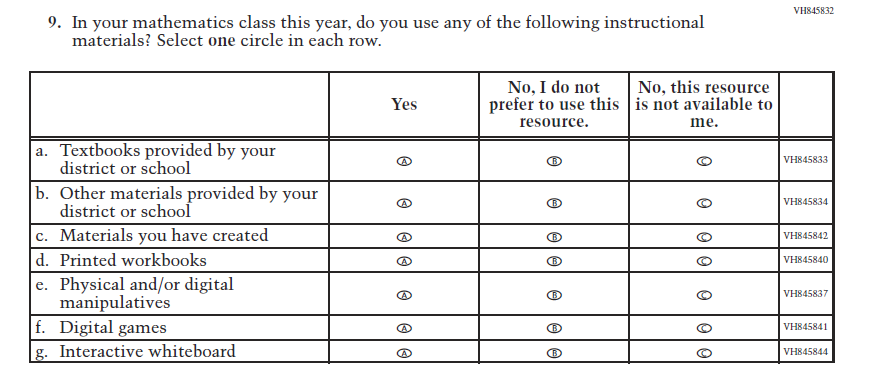 VH845832
9. In your mathematics class this year, do you use any of the following instructional
materials? Select one circle in each row.
Yes
No, I do not
prefer to use this
resource.
No, this resource
is not available to
me.
a. Textbooks provided by your
district or school
A B C VH845833
b. Other materials provided by your
district or school
A B C VH845834
c. Materials you have created A B C VH845842
d. Printed workbooks A B C VH845840
e. Physical and/or digital
manipulatives
A B C VH845837
f. Digital games A B C VH845841
g. Interactive whiteboard A B C VH845844